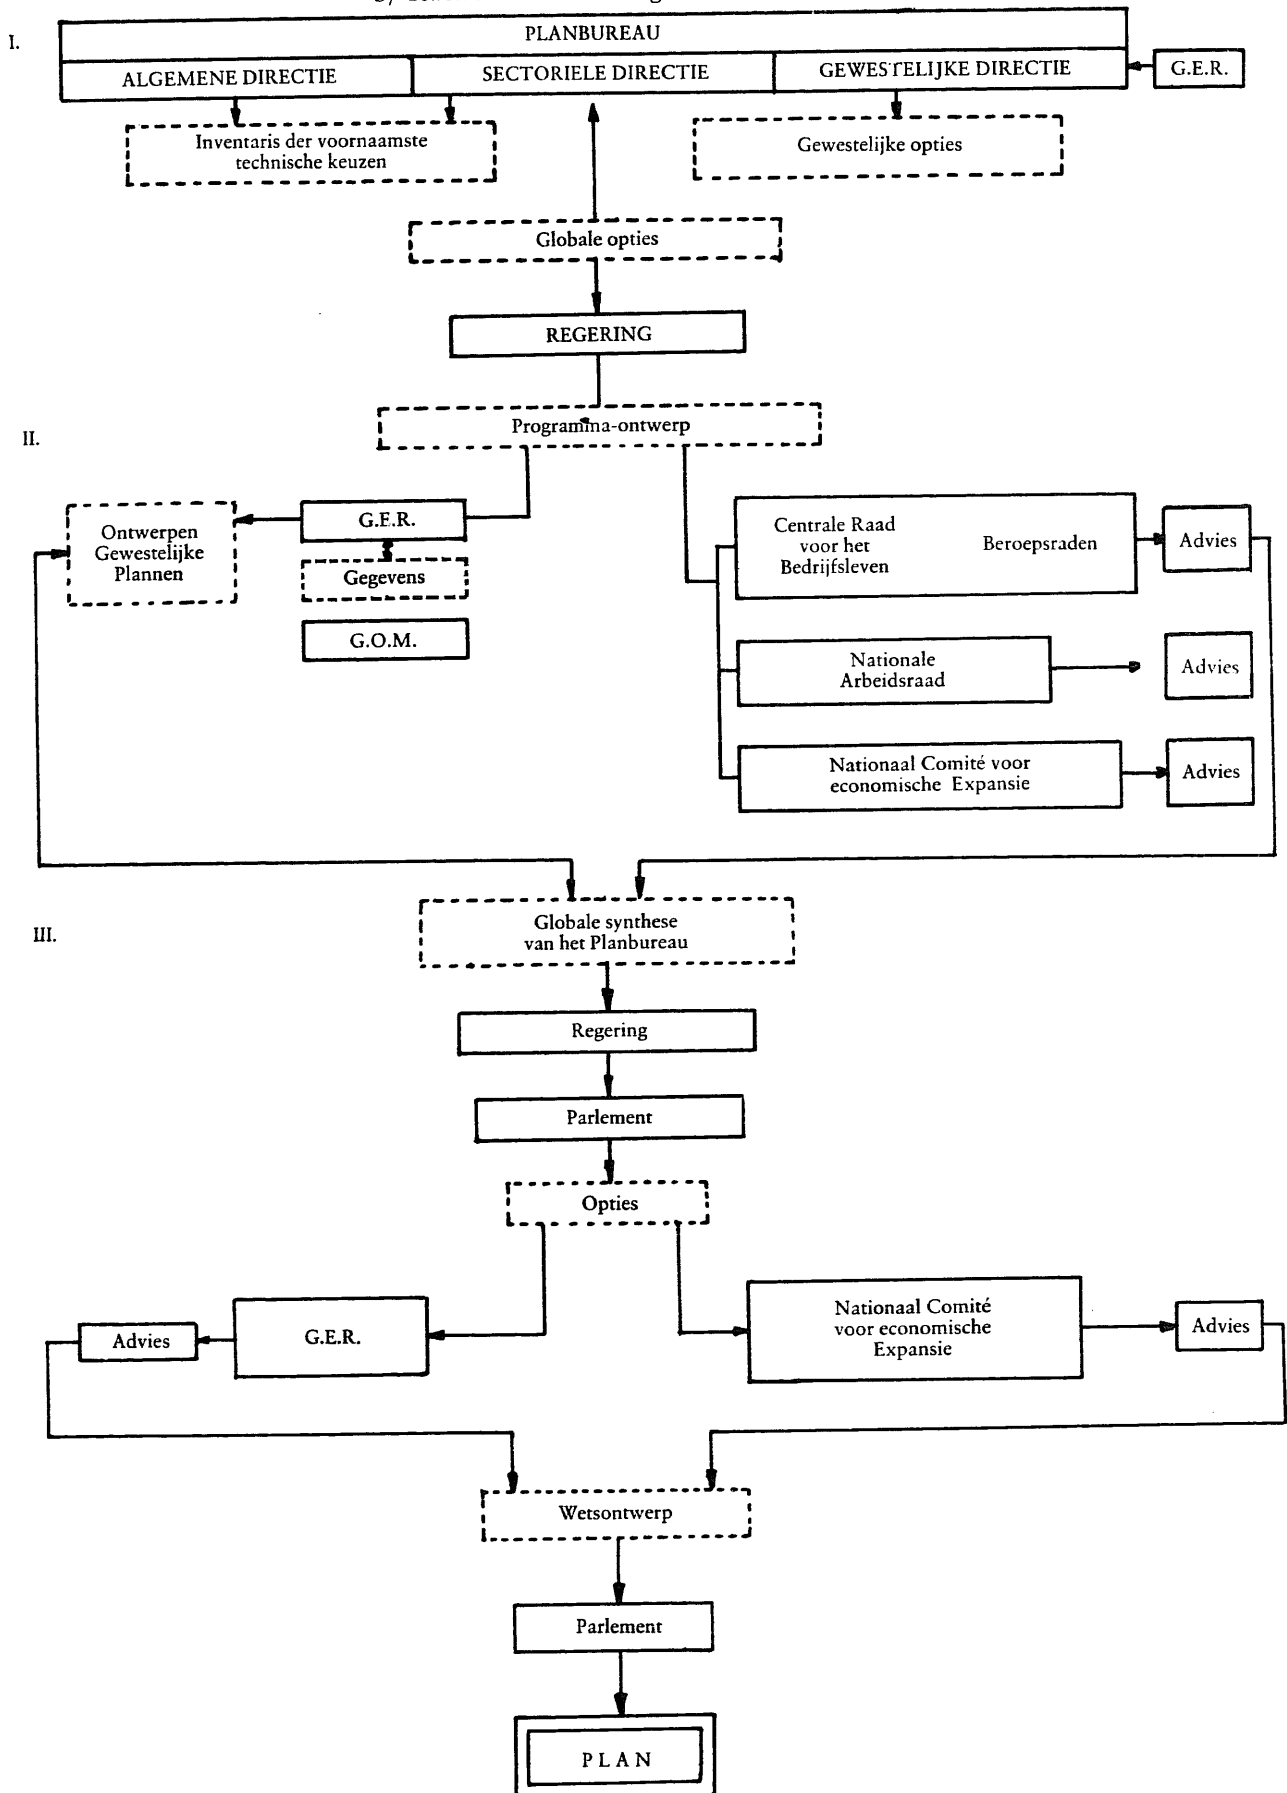 I.
PLANBUREAU
ALGEMENE DIRECTIE
SECTORIELE DIRECTIE
GEWESTELIJKE DIRECTIE
G.E.R.
Inventaris der voornaamste
technische keuzen
Gewestelijke opties
Globale opties
REGERING
II.
Programma-ontwerp
Ontwerpen
Gewestelijke
Plannen
G.E.R.
Gegevens
G.O.M.
Centrale Raad
voor het
Bedrijfsleven
Beroepsraden
Advies
Nationale
Arbeidsraad
Advies
Nationaal Comité voor
economische Expansie
Advies
III.
Globale synthese
van het Planbureau
Regering
Parlement
Opties
Advies
G.E.R.
Nationaal Comité
voor economische
Expansie
Advies
Wetsontwerp
Parlement
PLAN